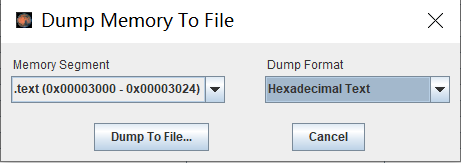 Dump Memory To File
Memory Segment
Dump Format
.text (0x00003000 - 0x00003024)
Hexadecimal Text
Dump To File...
Cancel